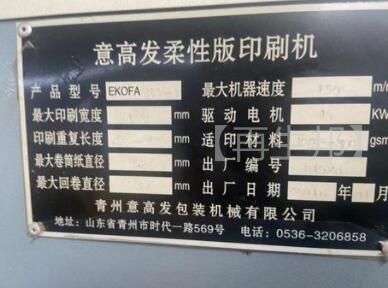 意高发柔性版印刷机
产品型号 EKOFA 最大机器速度 150 m/
最大印刷宽度 mm 驱动电机 KW
印刷重复长度 mm 适印材料 gsm
最大卷筒纸直径 mm 出厂编号
最大回卷直径 mm 出厂日期 年
青州意高发包装机械有限公司
地址：山东省青州市时代一路569号 电话：0536-3206858
【再生邦】